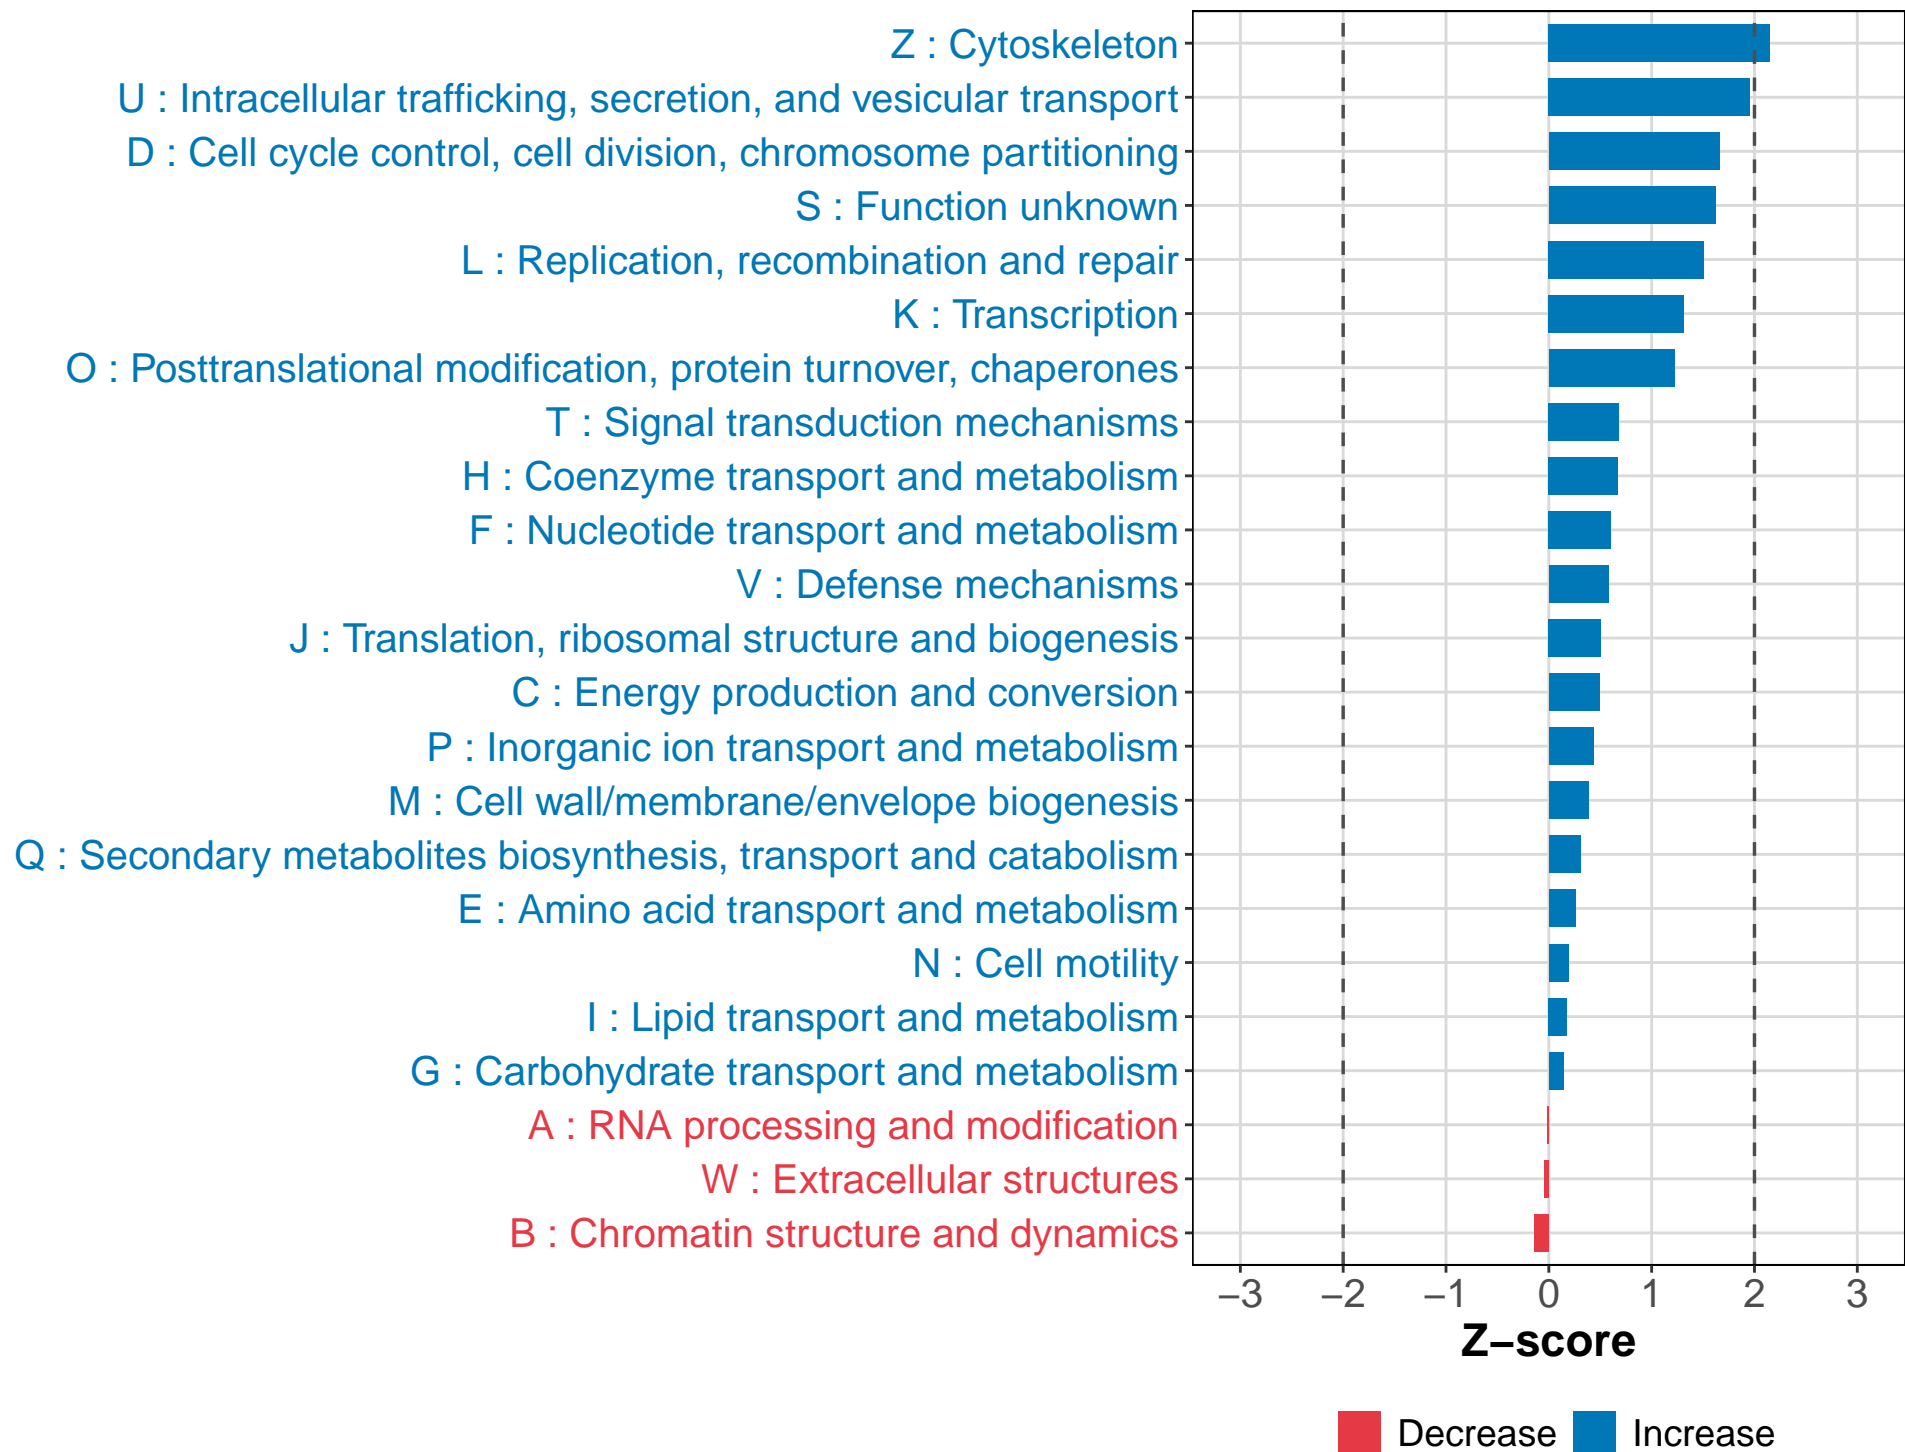 Z : Cytoskeleton
U : Intracellular trafficking, secretion, and vesicular transport
D : Cell cycle control, cell division, chromosome partitioning
S : Function unknown
L : Replication, recombination and repair
K : Transcription
O : Posttranslational modification, protein turnover, chaperones
T : Signal transduction mechanisms
H : Coenzyme transport and metabolism
F : Nucleotide transport and metabolism
V : Defense mechanisms
J : Translation, ribosomal structure and biogenesis
C : Energy production and conversion
P : Inorganic ion transport and metabolism
M : Cell wall/membrane/envelope biogenesis
Q : Secondary metabolites biosynthesis, transport and catabolism
E : Amino acid transport and metabolism
N : Cell motility
I : Lipid transport and metabolism
G : Carbohydrate transport and metabolism
A : RNA processing and modification
W : Extracellular structures
B : Chromatin structure and dynamics
−3 −2 −1 0 1 2 3
Z−score
Decrease Increase